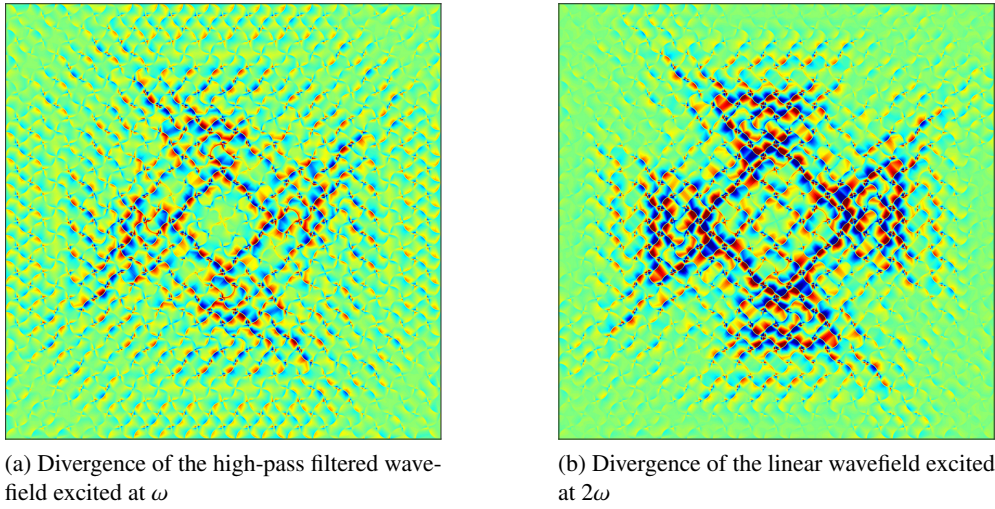 (a) Divergence of the high-pass filtered wave-
field excited at ω
(b) Divergence of the linear wavefield excited
at 2ω